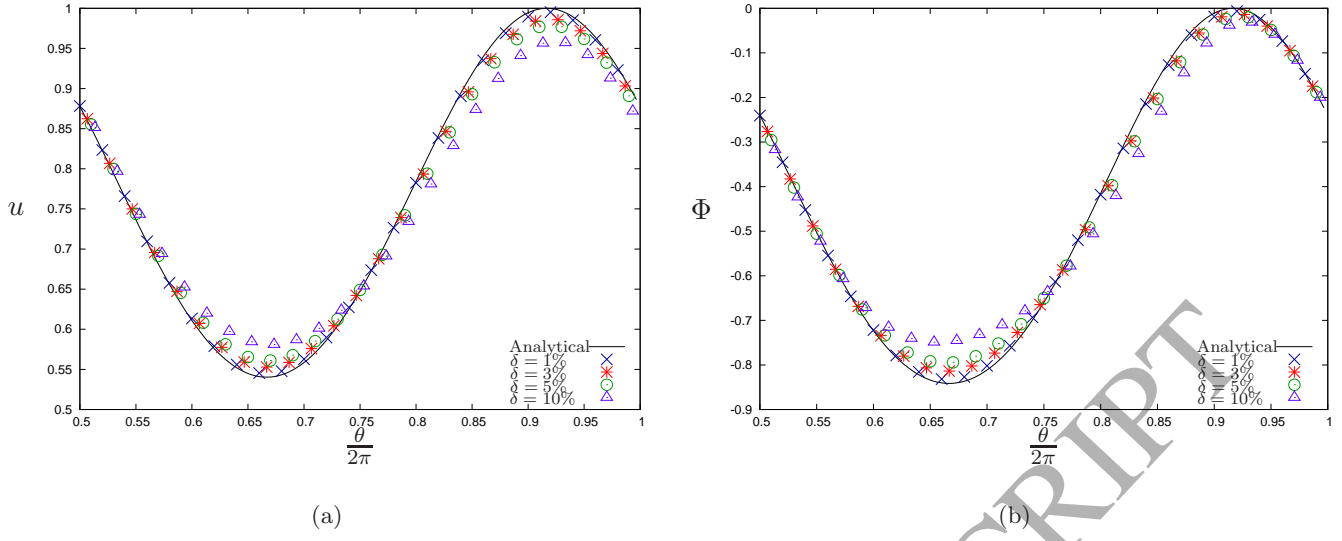 1
0.95
0.9
0.85
0.8
u 0.75
0.7
0.65
0.6
0.55
0.5
Analytical
δ = 1%
δ = 3%
δ = 5%
δ = 10%
0.5 0.55 0.6 0.65 0.7 0.75 0.8 0.85 0.9 0.95 1
θ
2π
(a)
0
-0.1
-0.2
-0.3
-0.4
Φ
-0.5
-0.6
-0.7
-0.8
-0.9
Analytical
δ = 1%
δ = 3%
δ = 5%
δ = 10%
0.5 0.55 0.6 0.65 0.7 0.75 0.8 0.85 0.9 0.95 1
θ
2π
(b)
CRIPT